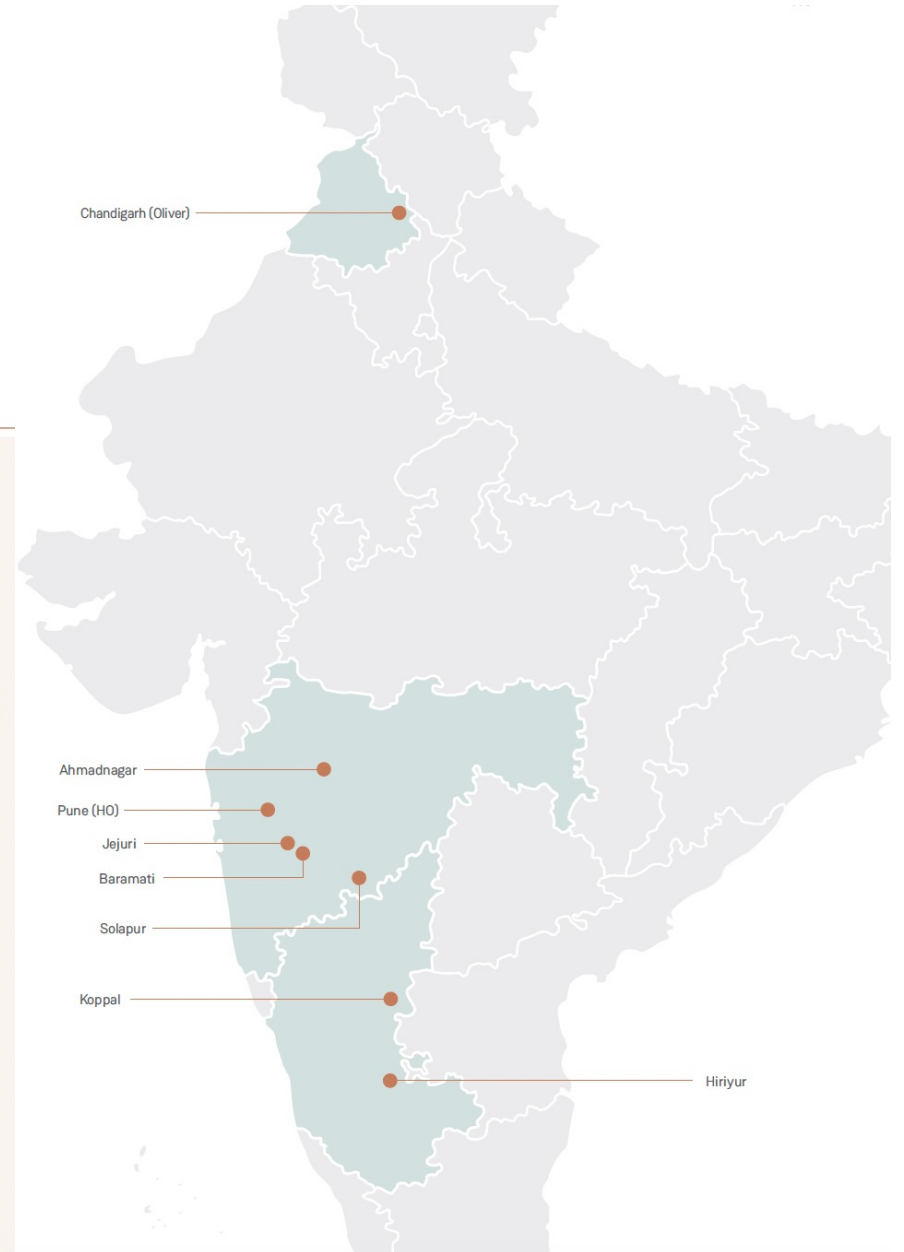 Chandigarh (Oliver)
Ahmadnagar
Pune (HO)
Jejuri
Baramati
Solapur
Koppal
Hiriyur